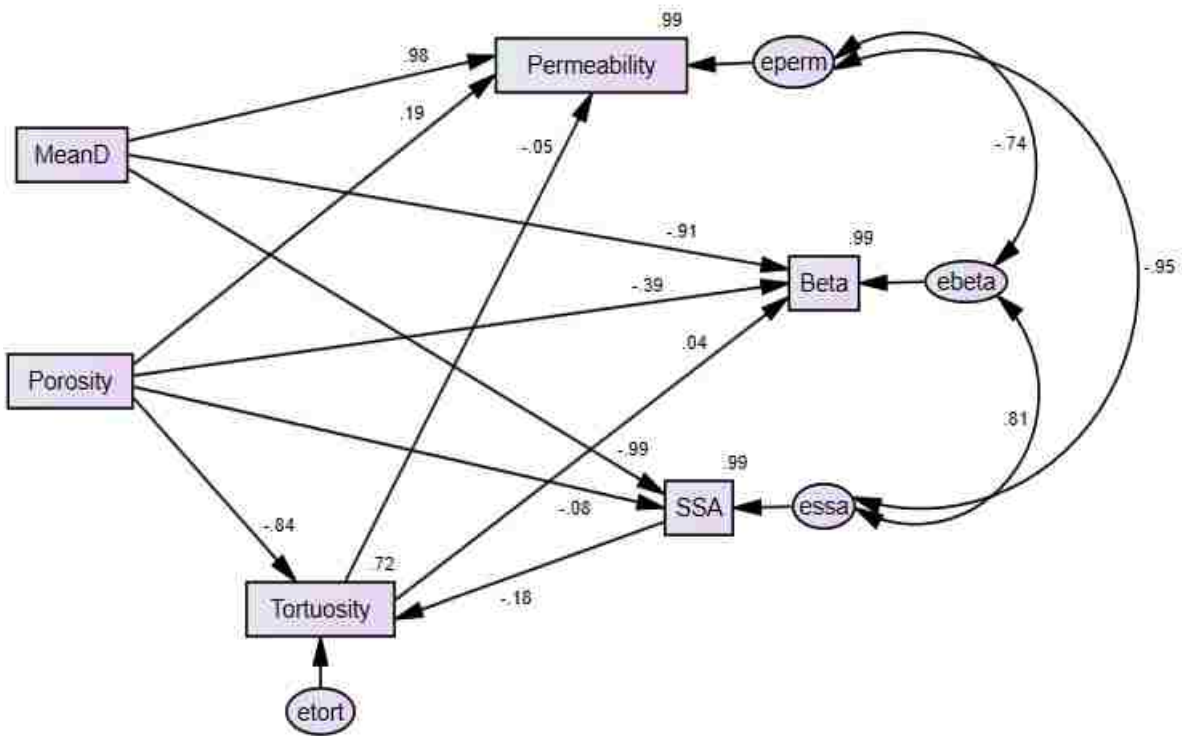 .99
Permeability
eperm
.98
.19
-.05
-.74
MeanD
-.91
.99
Beta
ebeta
-.95
-.39
.04
Porosity
.81
-.99
.99
SSA
essa
-.08
-.84
.72
-.18
Tortuosity
etort